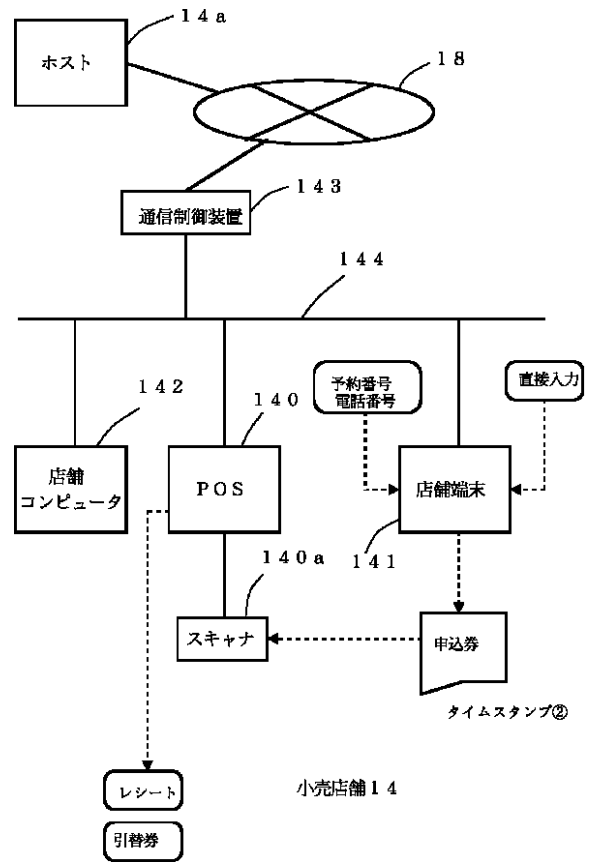 １４a
ホスト
１８
１４３
通信制御装置
１４４
１４２
１４０
予約番号
電話番号
直接入力
店舗
コンピュータ
ＰＯＳ
店舗端末
１４１
１４０a
スキャナ
申込券
タイムスタンプ②
レシート
小売店舗１４
引替券